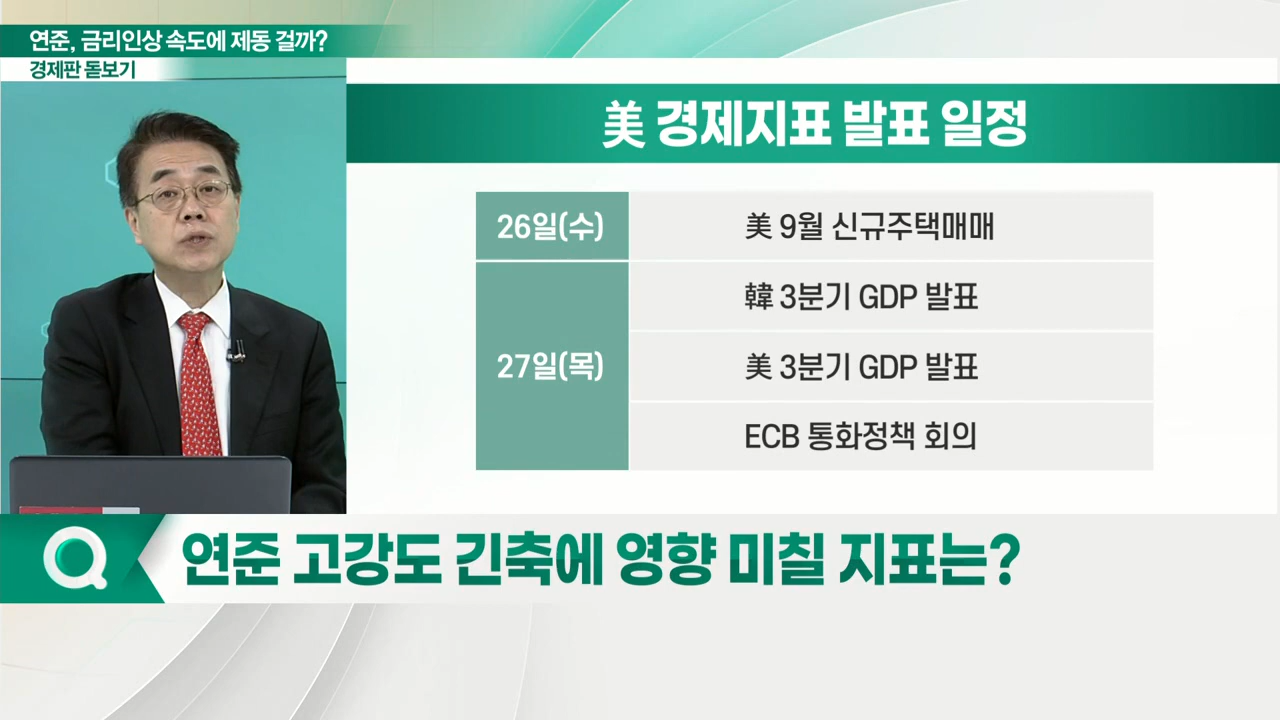 연준, 금리인상 속도에 제동 걸까?
경제판 돋보기
美 경제지표 발표 일정
26일(수)
美 9월 신규주택매매
27일(목)
韓 3분기 GDP 발표
美 3분기 GDP 발표
ECB 통화정책 회의
Q 연준 고강도 긴축에 영향 미칠 지표는?